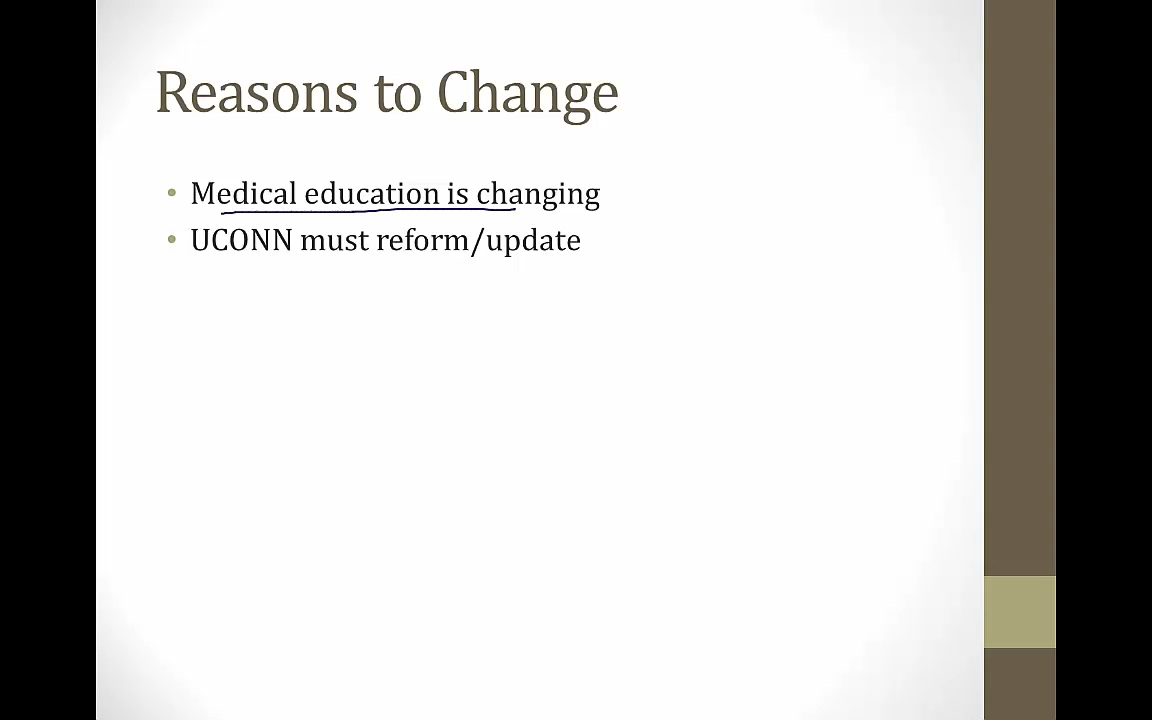 Reasons to Change
• Medical education is changing
• UCONN must reform/update